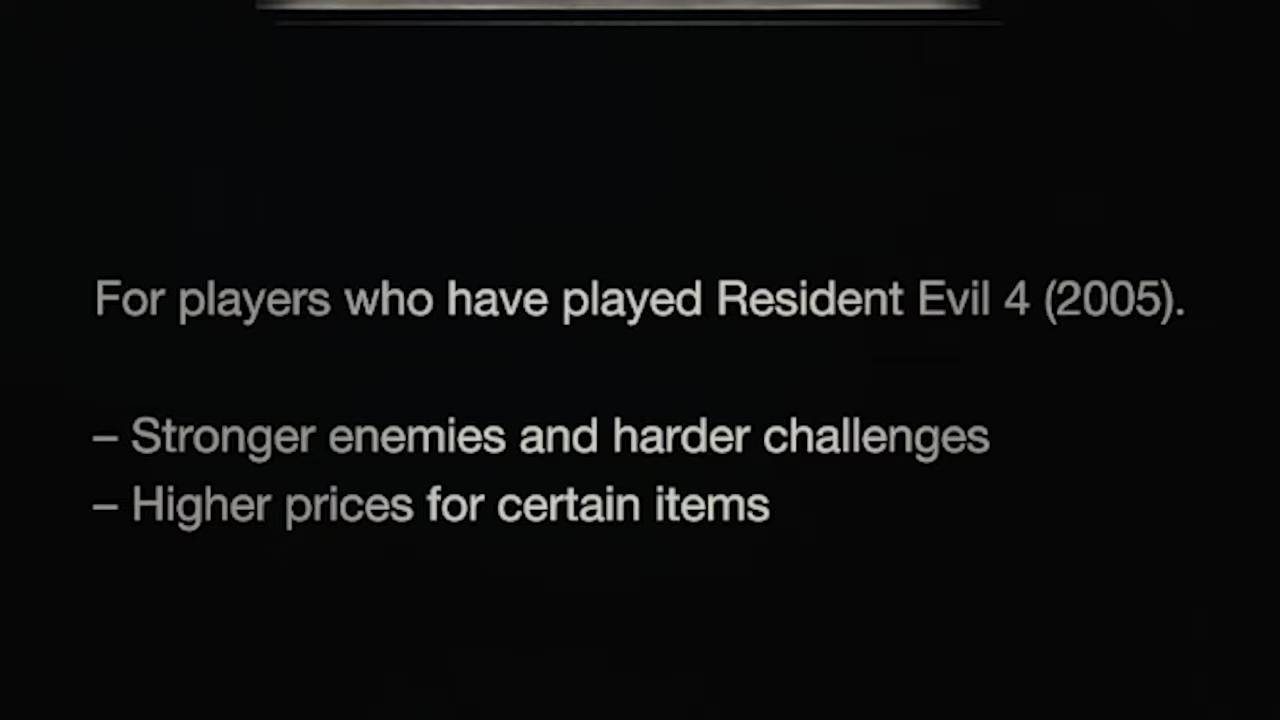 For players who have played Resident Evil 4 (2005).
– Stronger enemies and harder challenges
– Higher prices for certain items